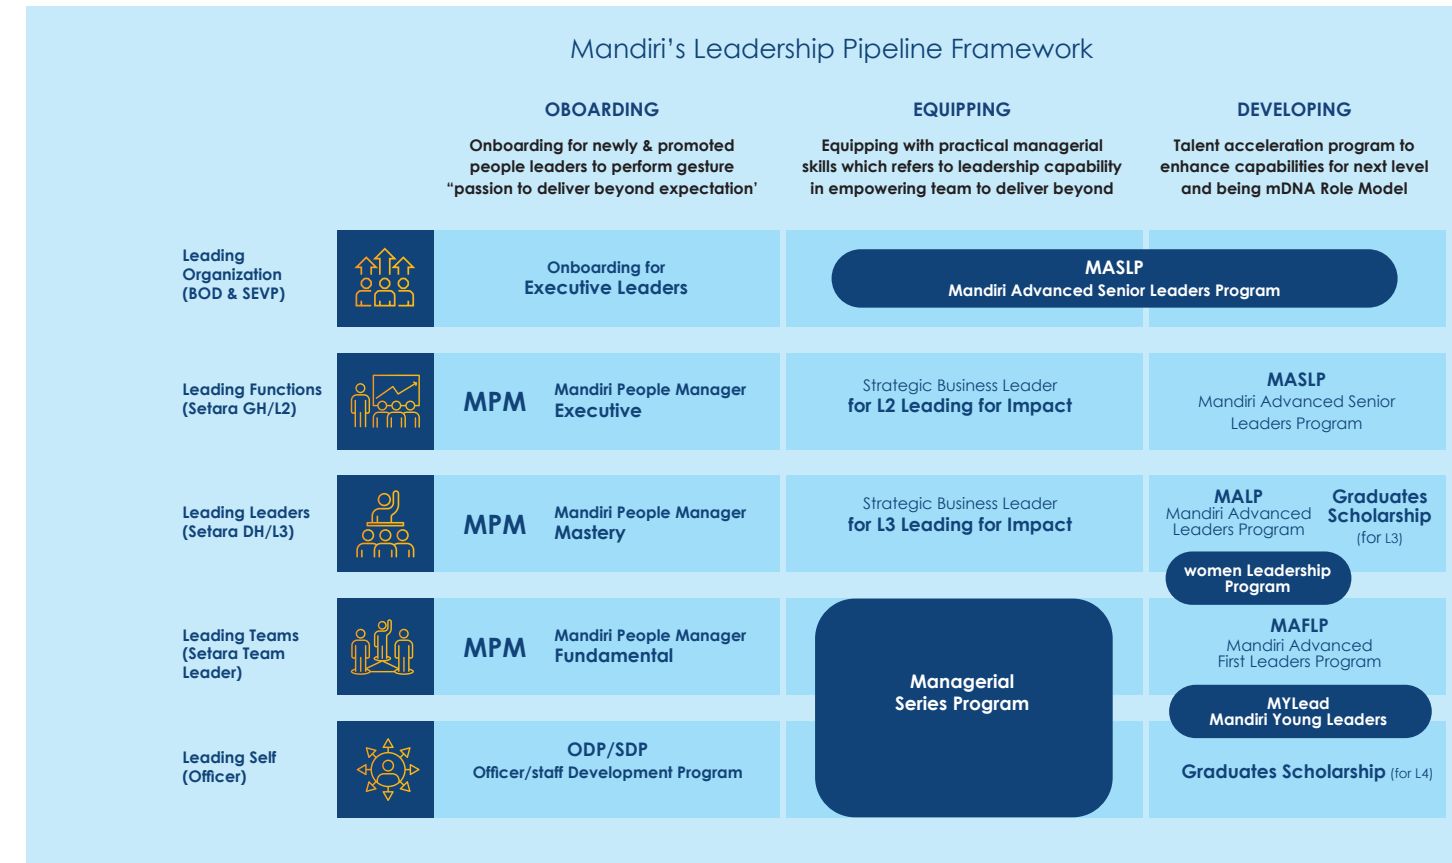 Mandiri's Leadership Pipeline Framework
OBOARDING
Onboarding for newly & promoted
people leaders to perform gesture
“passion to deliver beyond expectation’
EQUIPPING
Equipping with practical managerial
skills which refers to leadership capability
in empowering team to deliver beyond
DEVELOPING
Talent acceleration program to
enhance capabilities for next level
and being mDNA Role Model
Leading
Organization
(BOD & SEVP)
Onboarding for
Executive Leaders
MASLP
Mandiri Advanced Senior Leaders Program
Leading Functions
(Setara GH/L2)
MPM
Mandiri People Manager
Executive
Strategic Business Leader
for L2 Leading for Impact
MASLP
Mandiri Advanced Senior
Leaders Program
Leading Leaders
(Setara DH/L3)
MPM
Mandiri People Manager
Mastery
Strategic Business Leader
for L3 Leading for Impact
MALP
Mandiri Advanced
Leaders Program
Graduates
Scholarship
(for L3)
women Leadership
Program
Leading Teams
(Setara Team
Leader)
MPM
Mandiri People Manager
Fundamental
Managerial
Series Program
MAFLP
Mandiri Advanced
First Leaders Program
MYLead
Mandiri Young Leaders
Leading Self
(Officer)
ODP/SDP
Officer/staff Development Program
Graduates Scholarship (for L4)